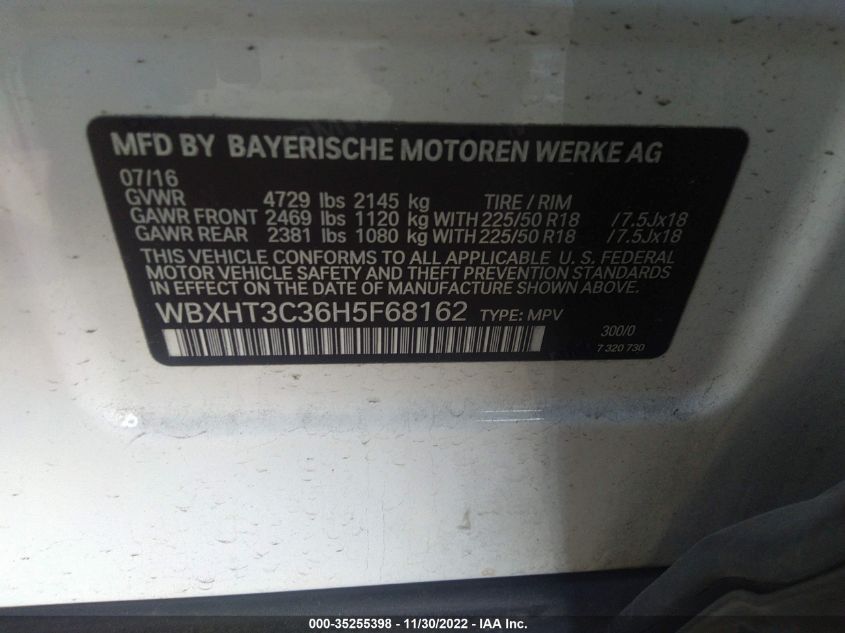 MFD BY BAYERISCHE MOTOREN WERKE AG
07/16
GVWR 4729 lbs 2145 kg TIRE / RIM
GAWR FRONT 2469 lbs 1120 kg WITH 225/50 R18 /7.5Jx18
GAWR REAR 2381 lbs 1080 kg WITH 225/50 R18 /7.5Jx18
THIS VEHICLE CONFORMS TO ALL APPLICABLE U. S. FEDERAL
MOTOR VEHICLE SAFETY AND THEFT PREVENTION STANDARDS
IN EFFECT ON THE DATE OF MANUFACTURE SHOWN ABOVE.
WBXHT3C36H5F68162 TYPE: MPV
300/0
7 320 730
000-35255398 - 11/30/2022 - IAAI Inc.